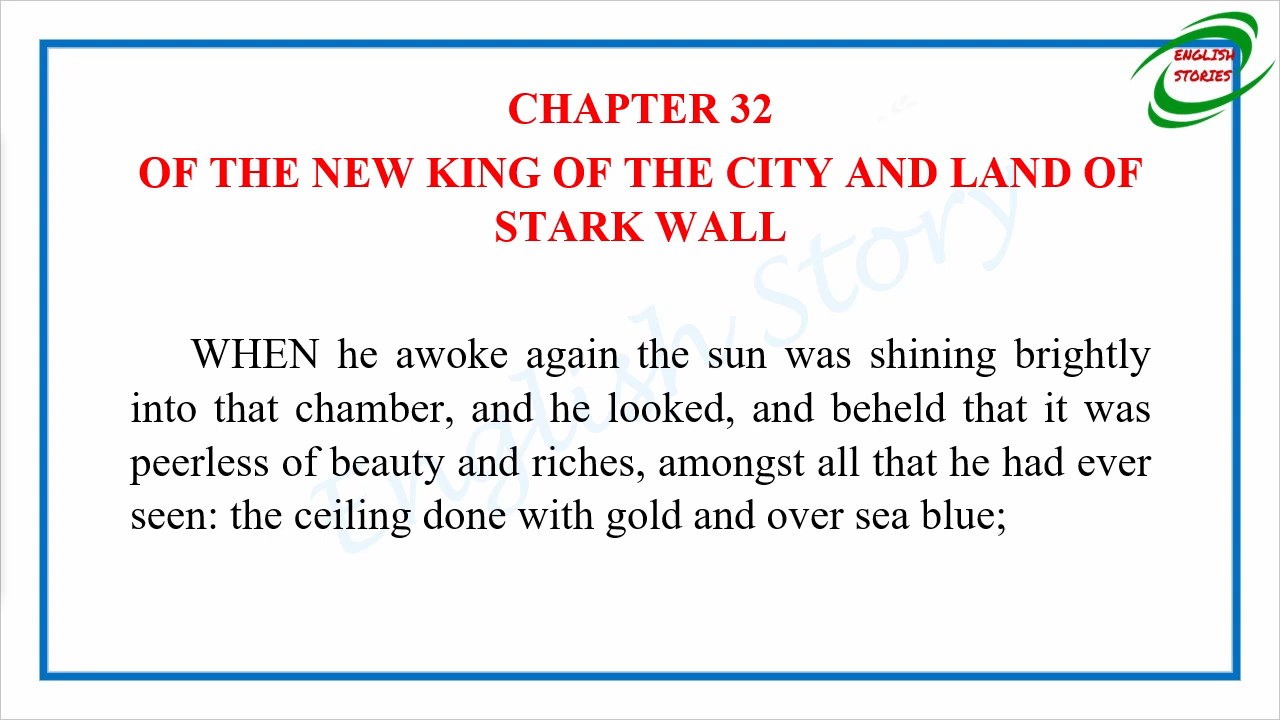 ENGLISH
STORIES
CHAPTER 32
OF THE NEW KING OF THE CITY AND LAND OF
STARK WALL
WHEN he awoke again the sun was shining brightly
into that chamber, and he looked, and beheld that it was
peerless of beauty and riches, amongst all that he had ever
seen: the ceiling done with gold and over sea blue;
English Story